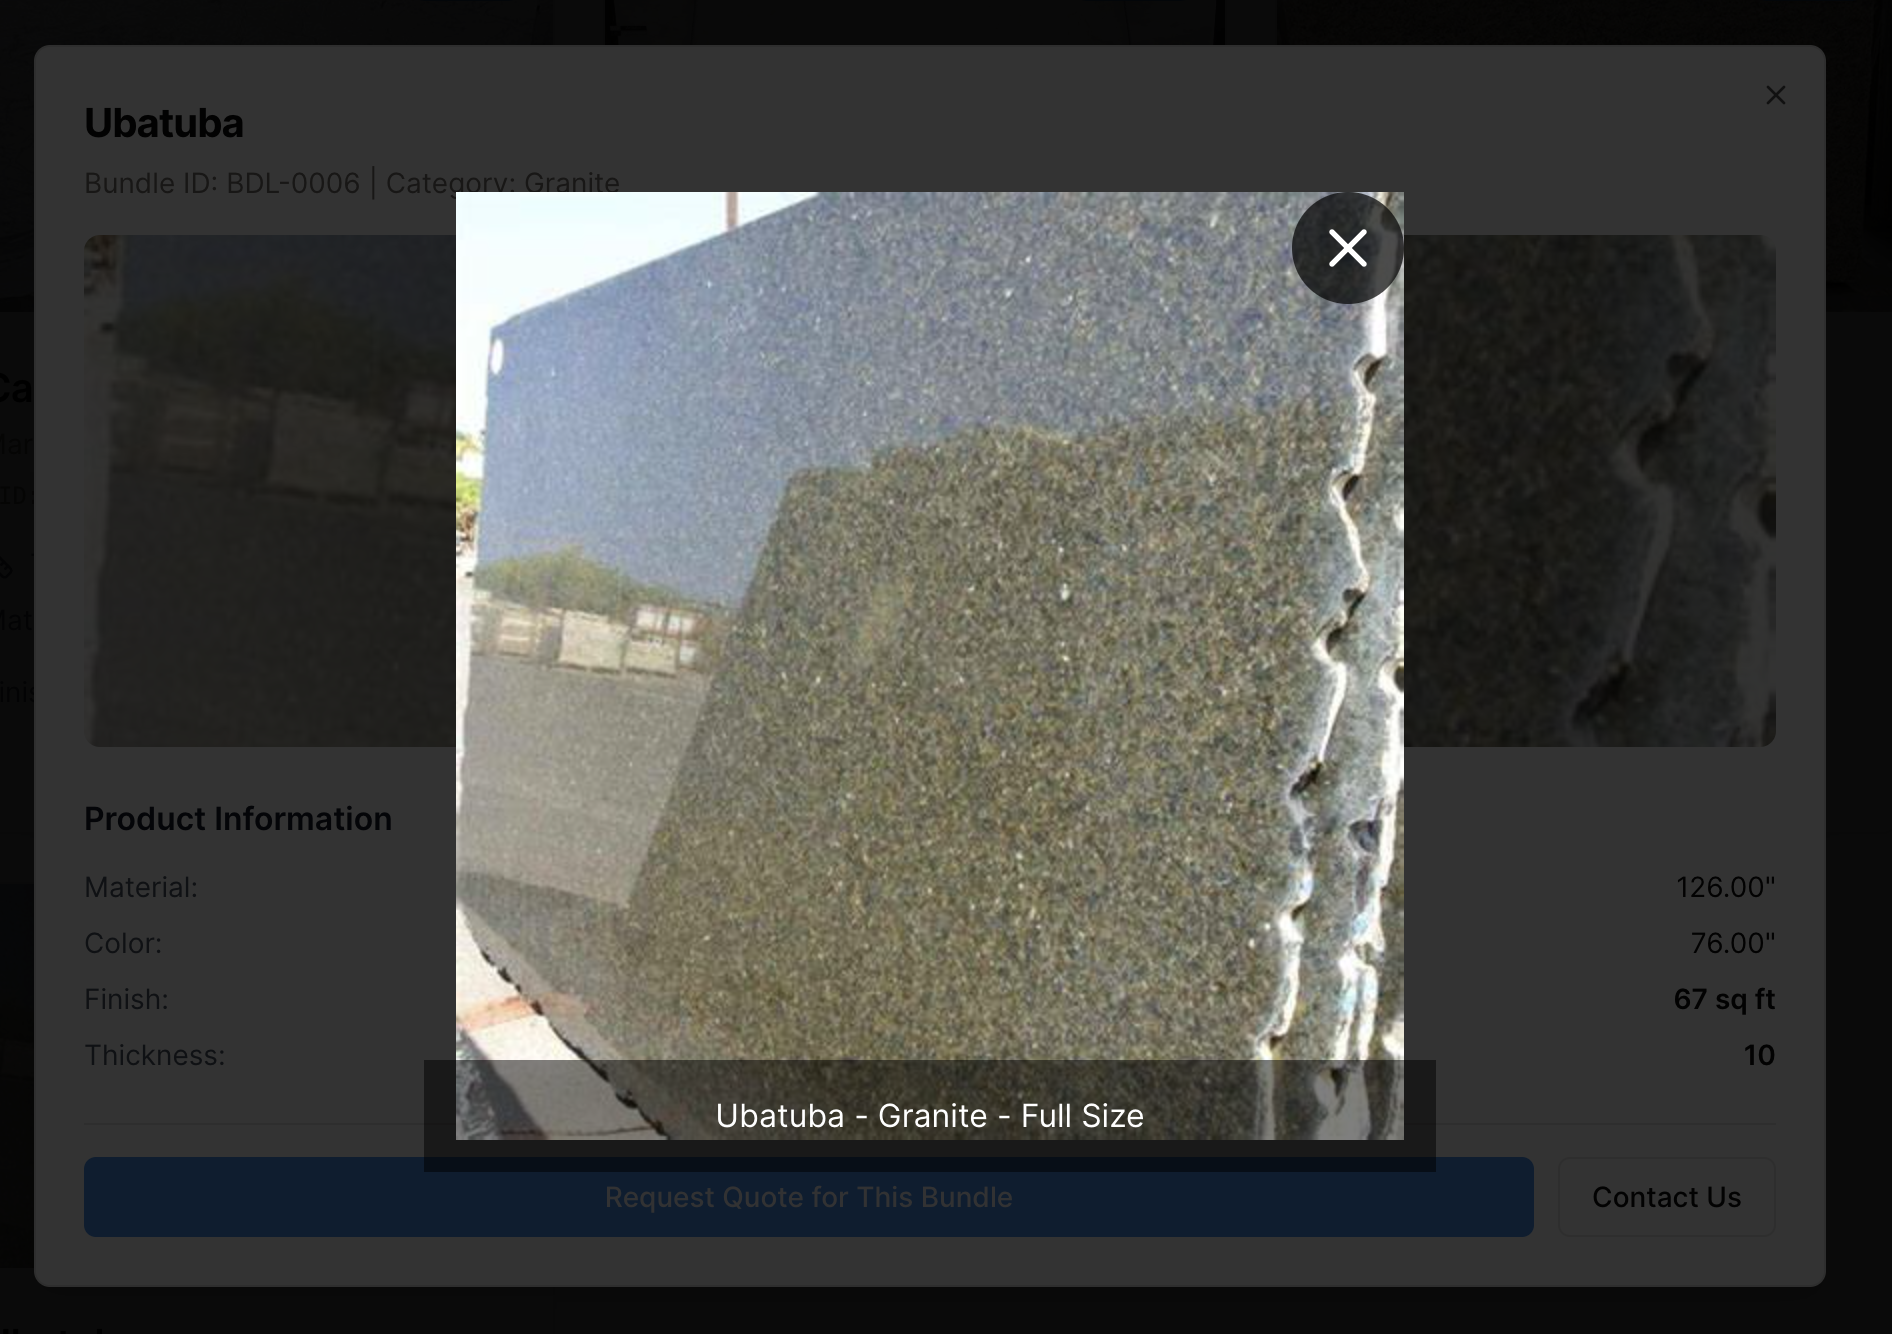 Ubatuba
Bundle ID: BDL-0006 | Category: Granite
Product Information
Material:
126.00"
Color:
76.00"
Finish:
67 sq ft
Thickness:
10
Ubatuba - Granite - Full Size
Request Quote for This Bundle
Contact Us